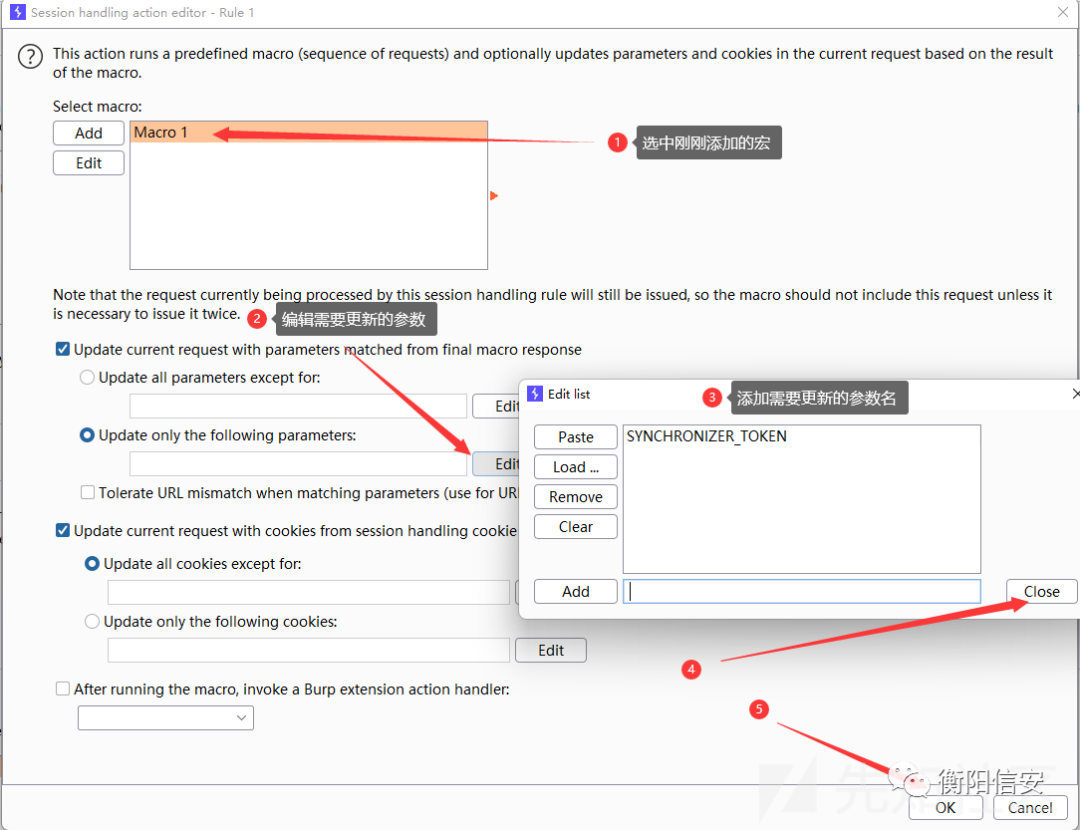 Session handling action editor - Rule 1
This action runs a predefined macro (sequence of requests) and optionally updates parameters and cookies in the current request based on the result
of the macro.
Select macro:
Add
Macro 1
Edit
1
选中刚刚添加的宏
Note that the request currently being processed by this session handling rule will still be issued, so the macro should not include this request unless it
is necessary to issue it twice.
2
编辑需要更新的参数
Update current request with parameters matched from final macro response
Update all parameters except for:
Edit
Update only the following parameters:
Edit
Tolerate URL mismatch when matching parameters (use for URL
Update current request with cookies from session handling cookie
Update all cookies except for:
Update only the following cookies:
Edit
After running the macro, invoke a Burp extension action handler:
Edit list
3
添加需要更新的参数名
Paste
SYNCHRONIZER_TOKEN
Load ...
Remove
Clear
Add
Close
4
5
衡阳信安
OK
Cancel